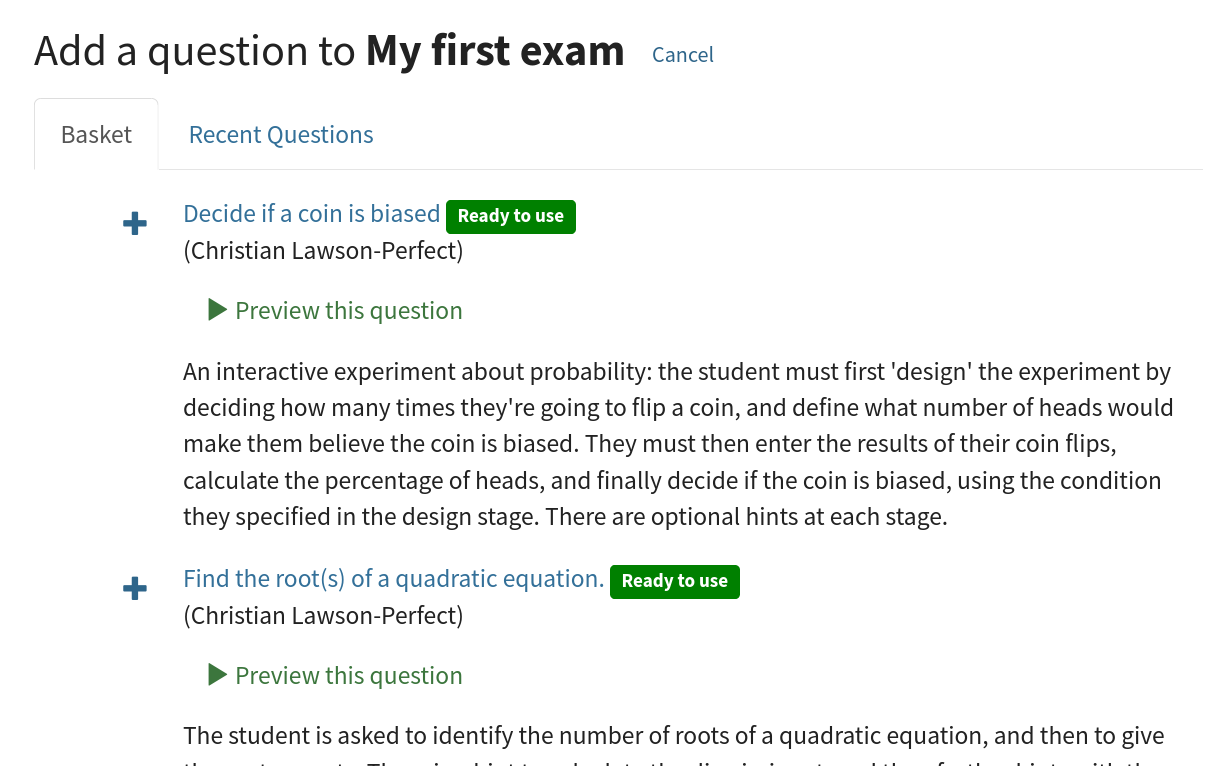 Add a question to My first exam Cancel
Basket Recent Questions
Decide if a coin is biased Ready to use
(Christian Lawson-Perfect)
Preview this question
An interactive experiment about probability: the student must first 'design' the experiment by
deciding how many times they're going to flip a coin, and define what number of heads would
make them believe the coin is biased. They must then enter the results of their coin flips,
calculate the percentage of heads, and finally decide if the coin is biased, using the condition
they specified in the design stage. There are optional hints at each stage.
Find the root(s) of a quadratic equation. Ready to use
(Christian Lawson-Perfect)
Preview this question
The student is asked to identify the number of roots of a quadratic equation, and then to give